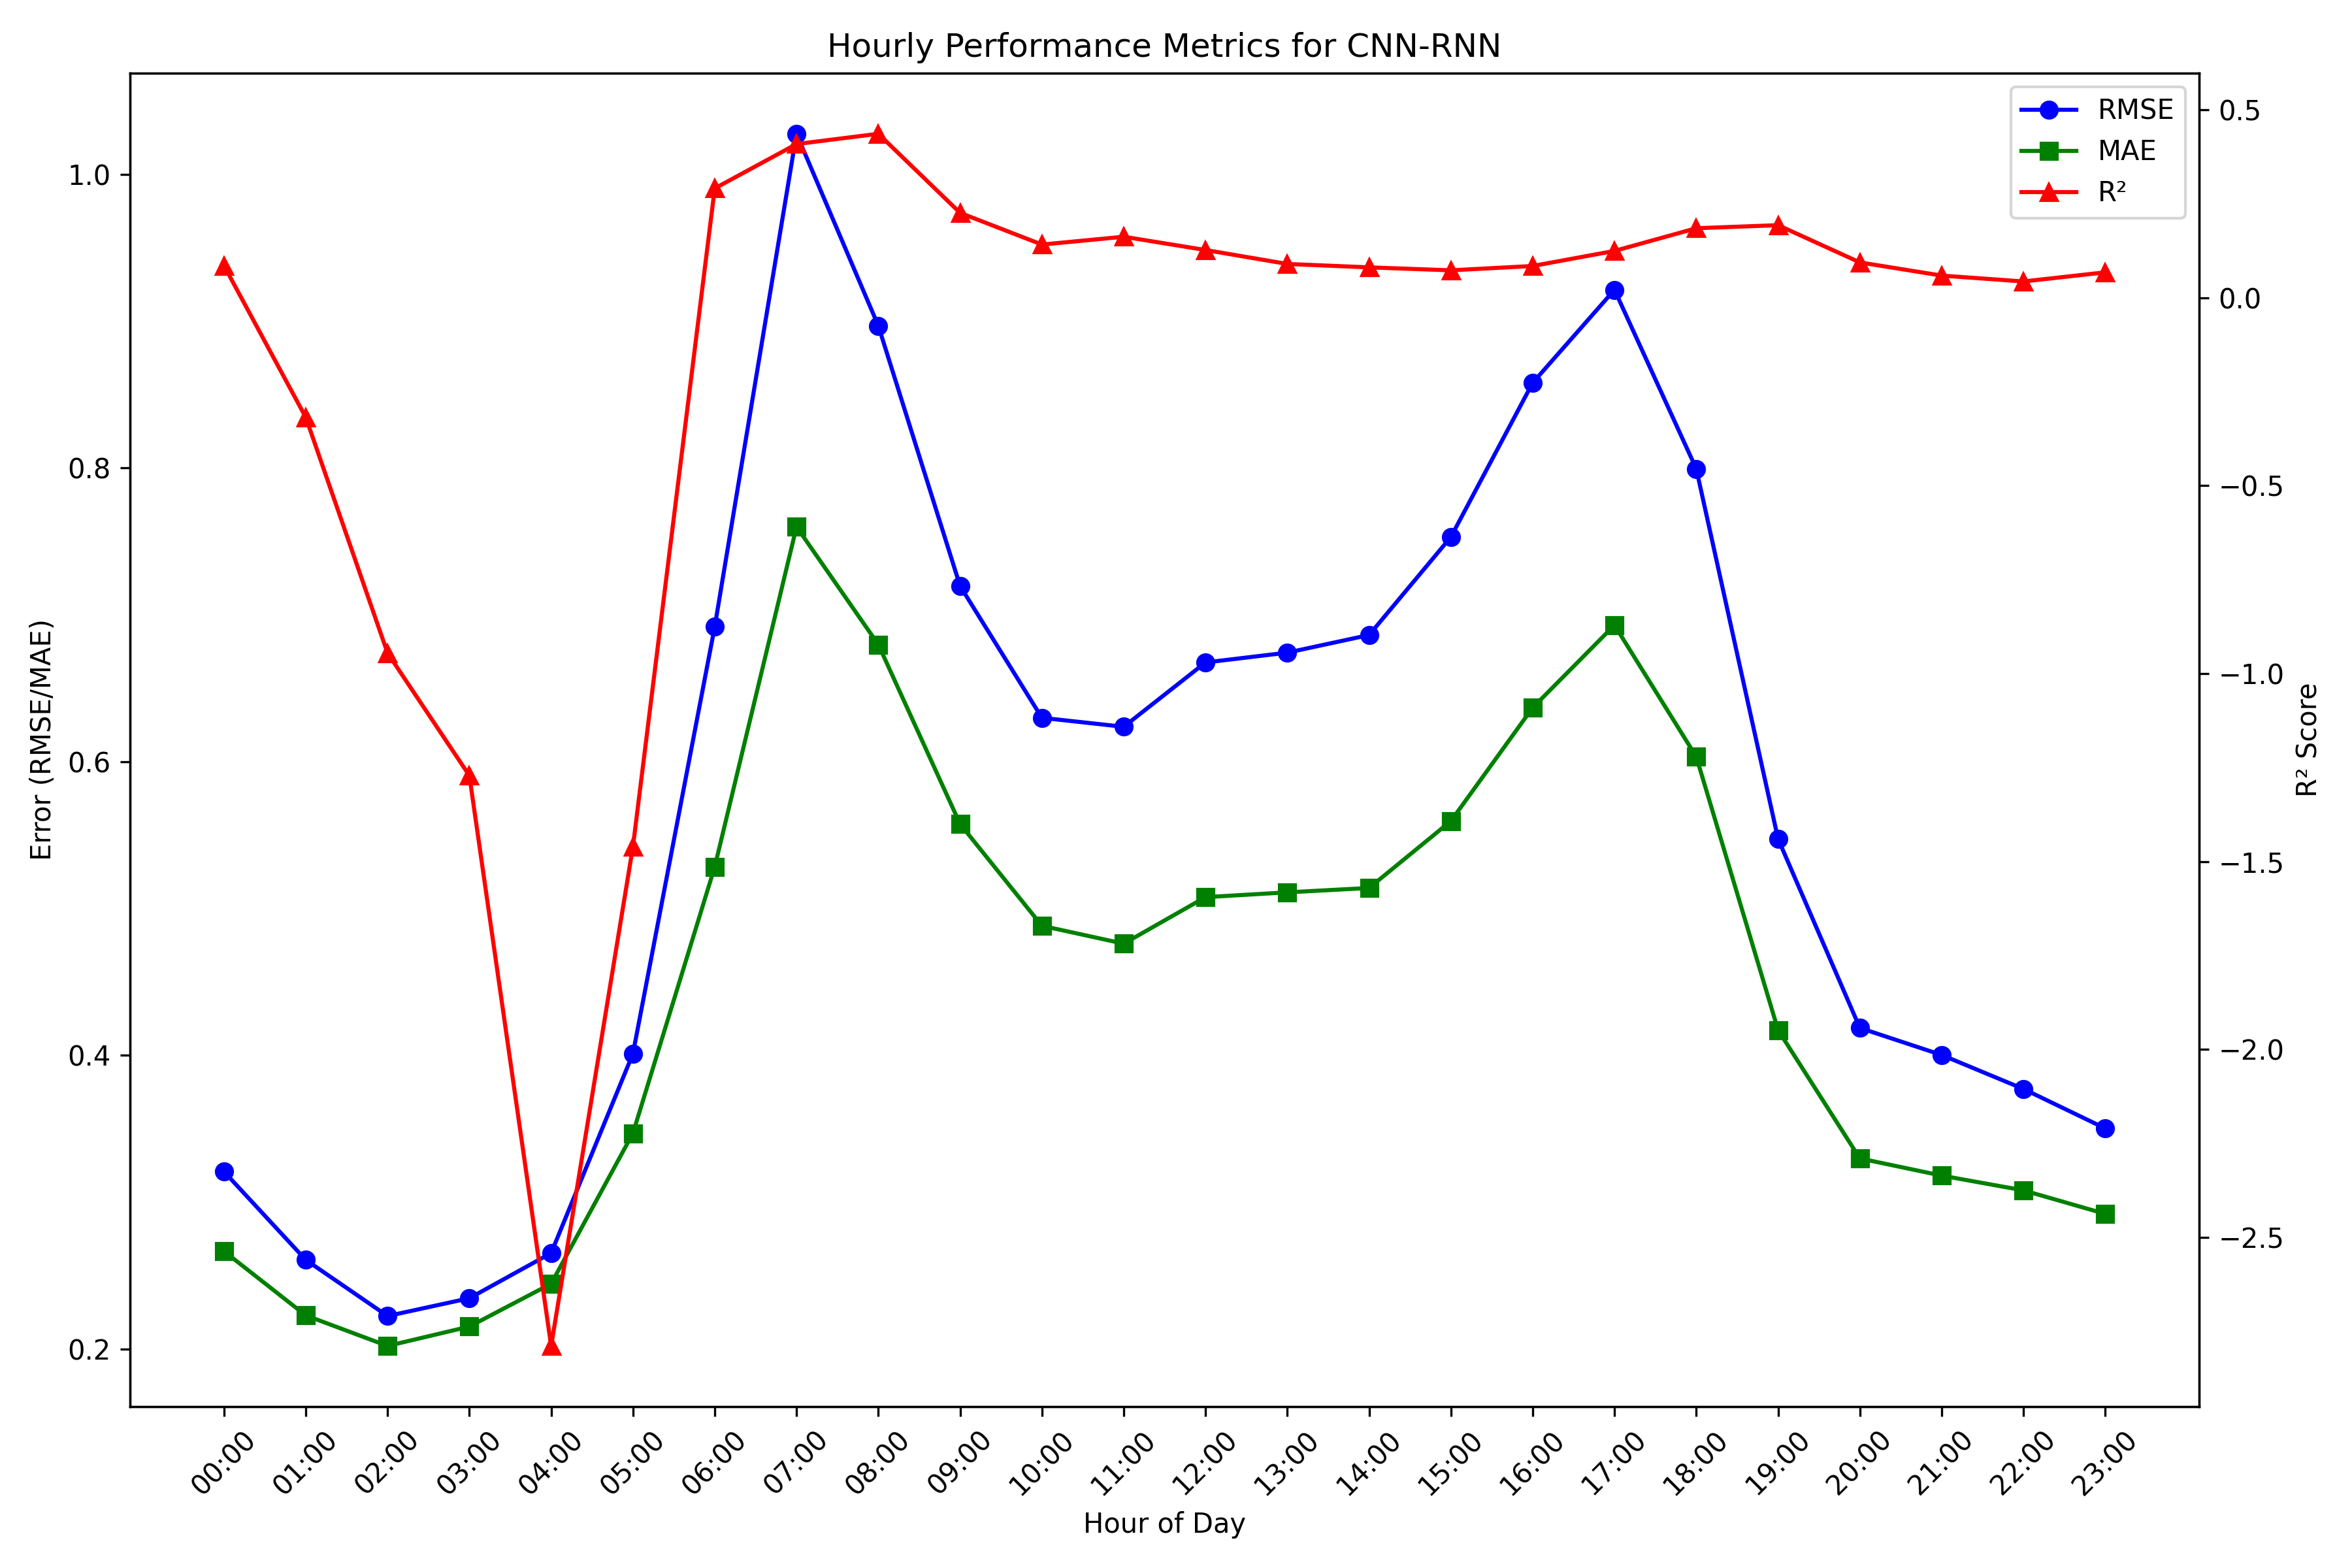 Hourly Performance Metrics for CNN-RNN
RMSE
MAE
R²
Error (RMSE/MAE)
1.0
0.8
0.6
0.4
0.2
R² Score
0.5
0.0
−0.5
−1.0
−1.5
−2.0
−2.5
00:00 01:00 02:00 03:00 04:00 05:00 06:00 07:00 08:00 09:00 10:00 11:00 12:00 13:00 14:00 15:00 16:00 17:00 18:00 19:00 20:00 21:00 22:00 23:00
Hour of Day